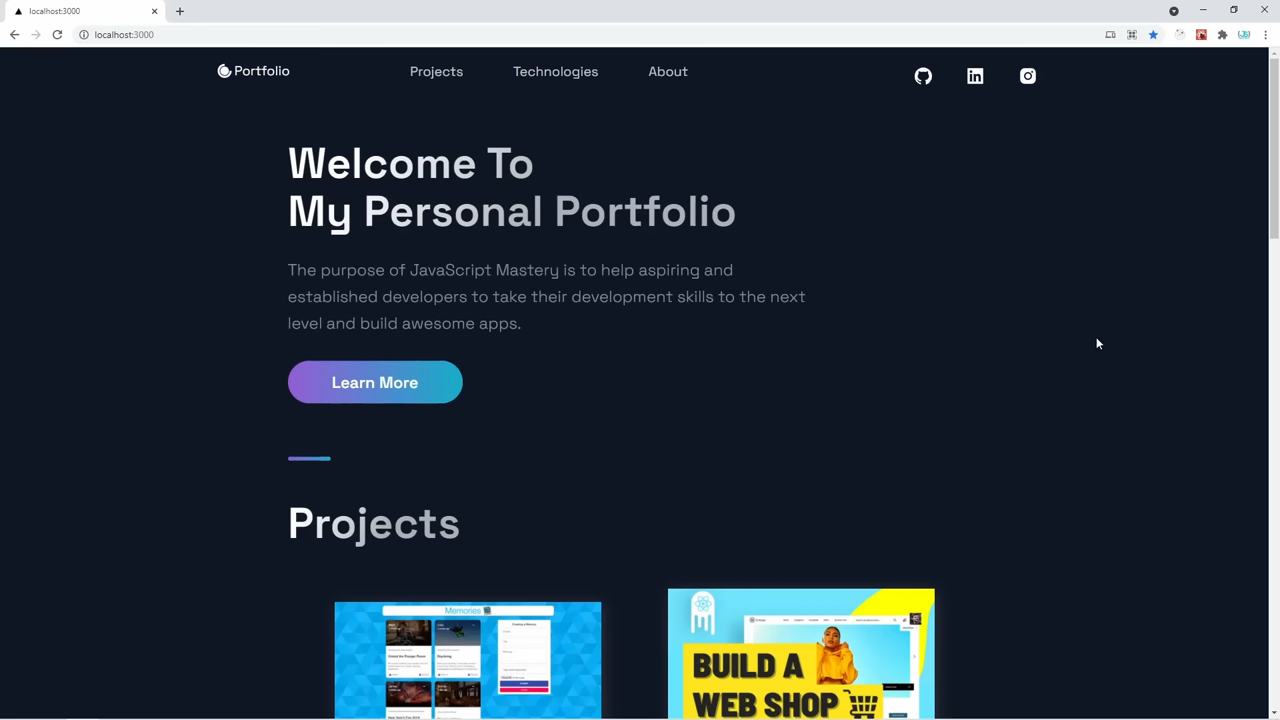 localhost:3000
localhost:3000
Portfolio
Projects
Technologies
About
Welcome To
My Personal Portfolio
The purpose of JavaScript Mastery is to help aspiring and
established developers to take their development skills to the next
level and build awesome apps.
Learn More
Projects
Memories
Creating a Memory
BUILD A
WEB SHOP